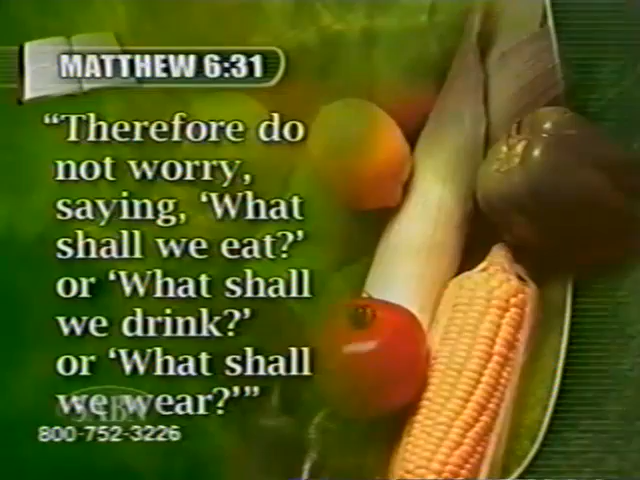 MATTHEW 6:31
“Therefore do
not worry,
saying, ‘What
shall we eat?’
or ‘What shall
we drink?’
or ‘What shall
we wear?’”
3ABN
800-752-3226